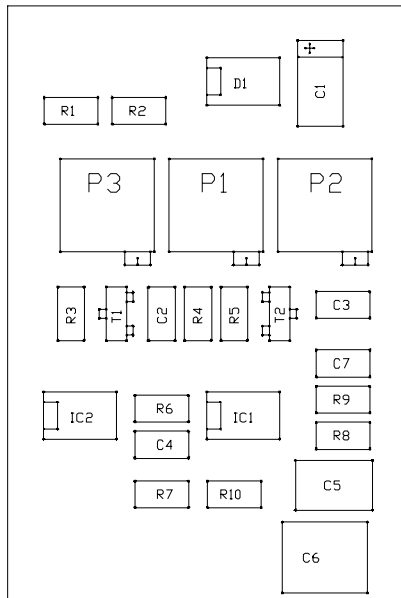 D1
C1
+
R1 R2
P3 P1 P2
R3 T1 C2 R4 R5 T2 C3
C7
R9
R6
IC2 IC1
R8
C4
C5
R7 R10
C6